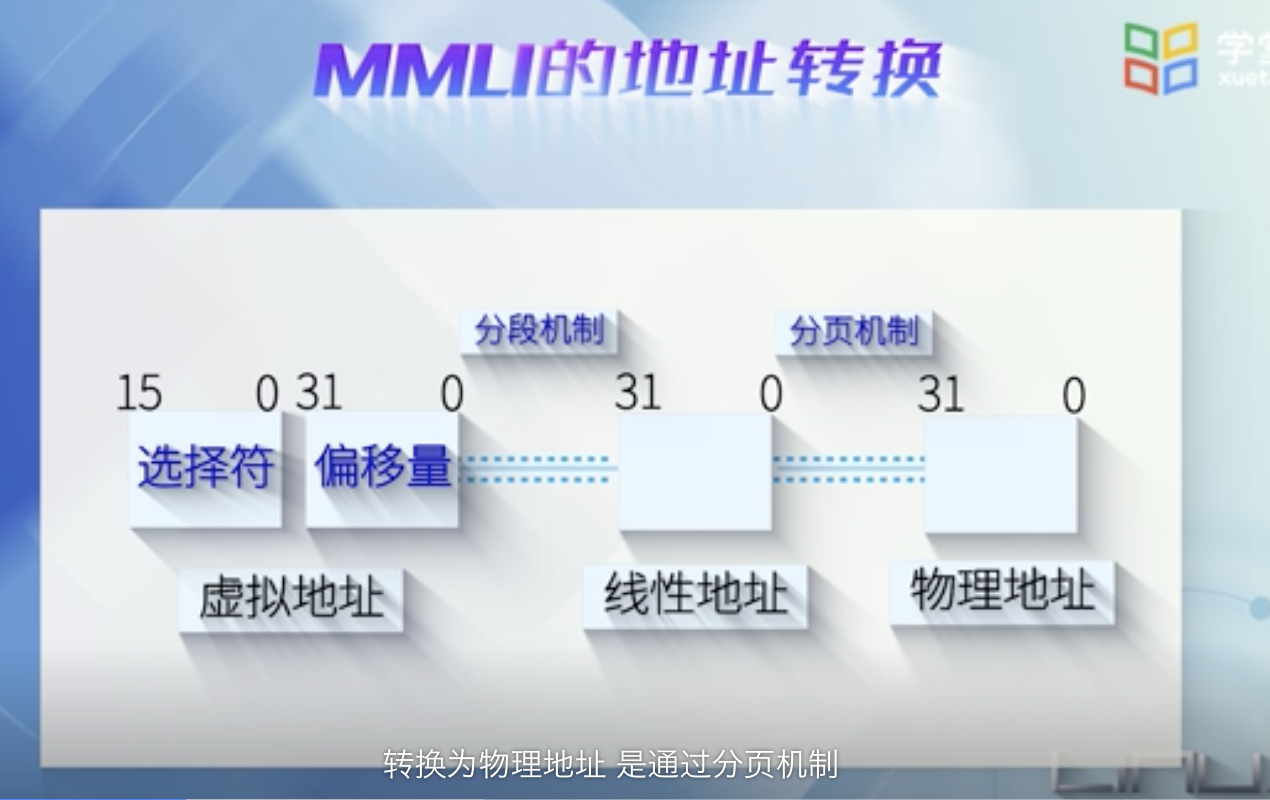 MMU的地址转换
学堂
xueta
分段机制
分页机制
15 0 31 0 31 0 31 0
选择符 偏移量
虚拟地址 线性地址 物理地址
转换为物理地址 是通过分页机制